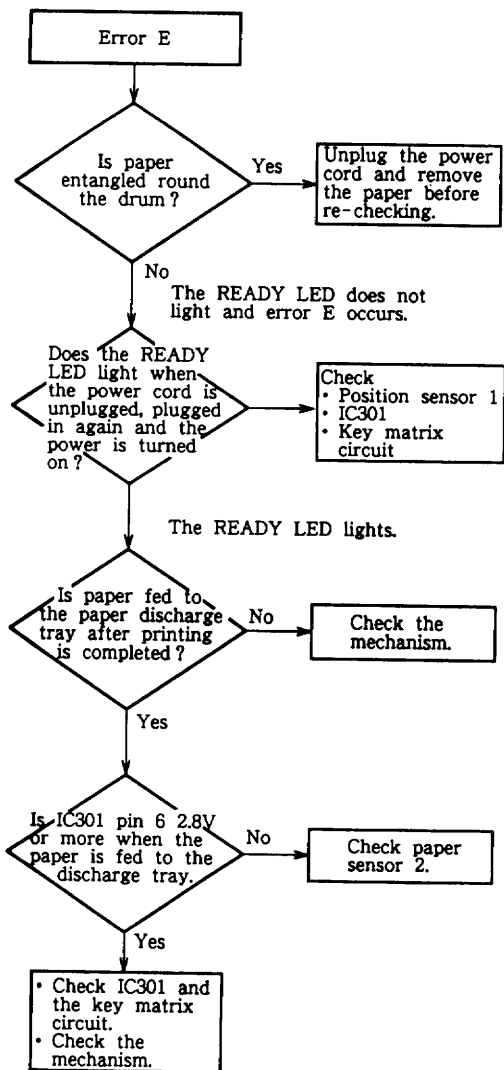 Error E
Is paper
entangled round
the drum?
Yes
Unplug the power
cord and remove
the paper before
re-checking.
No
The READY LED does not
light and error E occurs.
Does the READY
LED light when
the power cord is
unplugged, plugged
in again and the
power is turned
on?
Check
• Position sensor 1
• IC301
• Key matrix
circuit
The READY LED lights.
Is paper fed to
the paper discharge
tray after printing
is completed?
No
Check the
mechanism.
Yes
Is IC301 pin 6 2.8V
or more when the
paper is fed to the
discharge tray.
No
Check paper
sensor 2.
Yes
• Check IC301 and
the key matrix
circuit.
• Check the
mechanism.